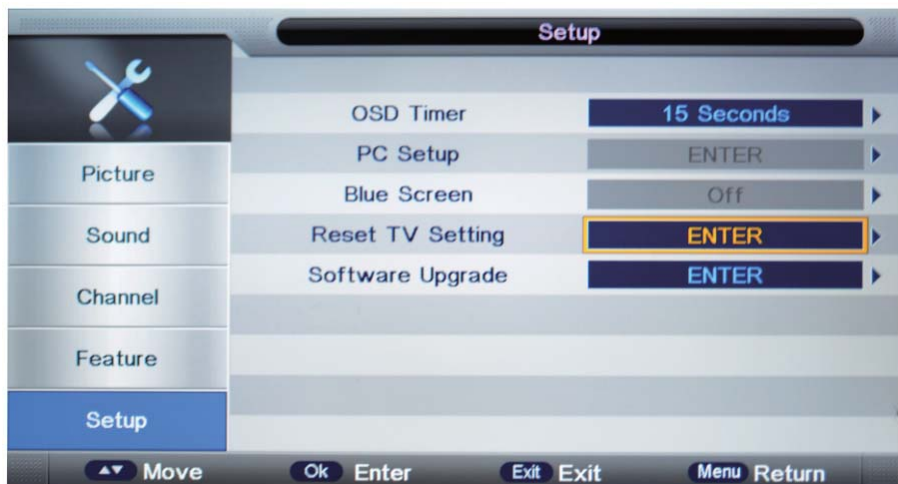 Setup
OSD Timer 15 Seconds
PC Setup ENTER
Blue Screen Off
Reset TV Setting ENTER
Software Upgrade ENTER
Picture
Sound
Channel
Feature
Setup
Move Ok Enter Exit Exit Menu Return